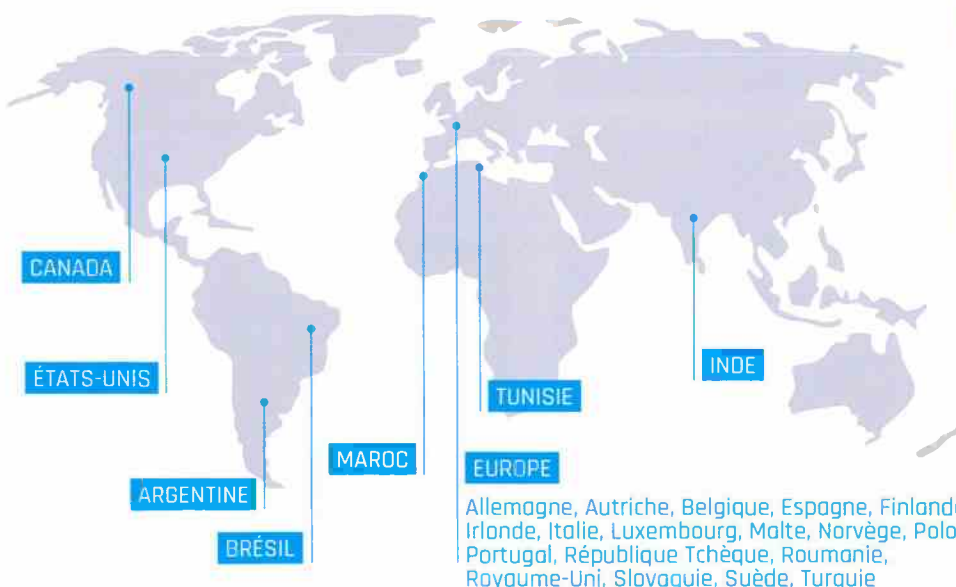 CANADA
ÉTATS-UNIS
INDE
TUNISIE
MAROC
EUROPE
ARGENTINE
BRÉSIL
Allemagne, Autriche, Belgique, Espagne,
Irlande, Italie, Luxembourg, Malte, Norvège,
Portugal, République Tchèque, Roumanie,
Royaume-Uni, Slovaquie, Suède, Turquie